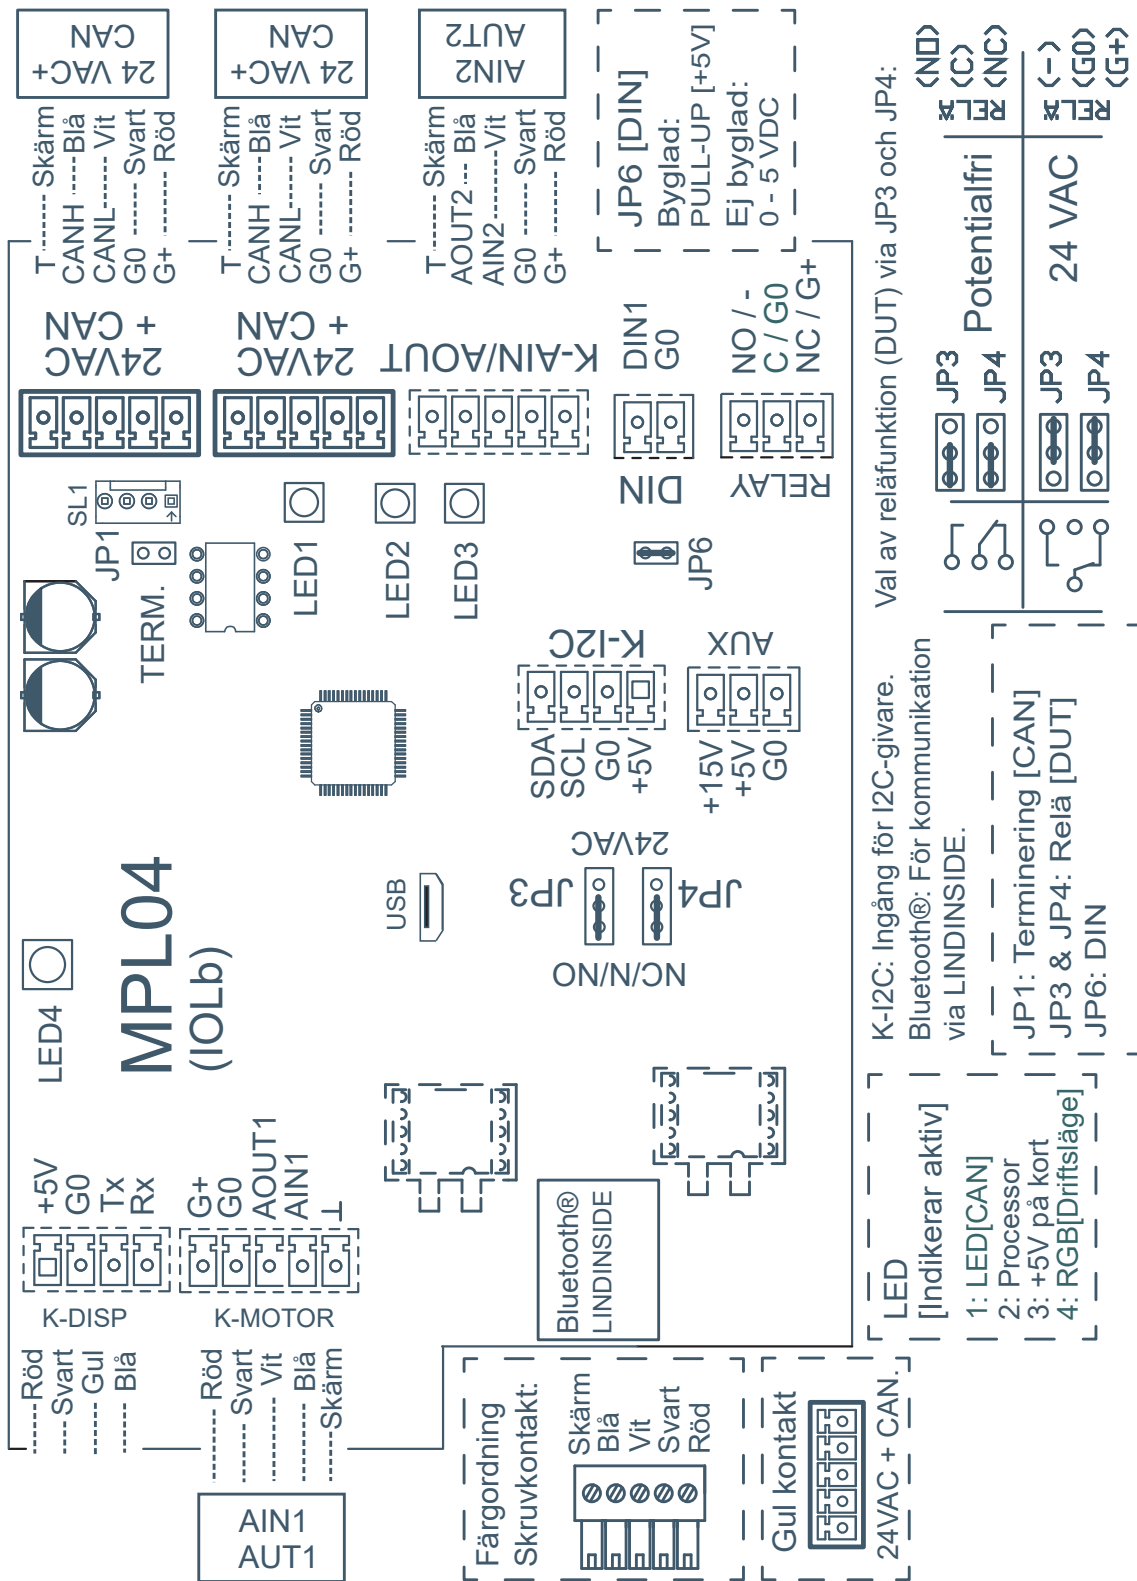 CAN
24 VAC+
CAN
24 VAC+
AUT2
AIN2
T Skärm
CANH Blå
CANL Vit
G0 Svart
G+ Röd
T Skärm
CANH Blå
CANL Vit
G0 Svart
G+ Röd
T Skärm
AOUT2 Blå
AIN2 Vit
G0 Svart
G+ Röd
JP6 [DIN]
Byglad:
PULL-UP [+5V]
Ej byglad:
0 - 5 VDC
24VAC
+ CAN
24VAC
+ CAN
K-AIN/AOUT
DIN1
G0
DIN
NO / -
C / G0
NC / G+
RELAY
SL1
JP1
TERM.
LED1
LED2
LED3
JP6
K-I2C
SDA
SCL
G0
+5V
AUX
+15V
+5V
G0
MPL04
(IOLb)
USB
24VAC
JP3
JP4
NC/N/NO
LED4
+5V
G0
Tx
Rx
K-DISP
Röd
Svart
Gul
Blå
G+
G0
AOUT1
AIN1
⊥
K-MOTOR
Röd
Svart
Vit
Blå
Skärm
AIN1
AUT1
Bluetooth®
LINDINSIDE
Färgordning
Skruvkontakt:
Skärm
Blå
Vit
Svart
Röd
Gul kontakt
24VAC + CAN.
Val av reläfunktion (DUT) via JP3 och JP4:
JP3
JP4
Potentialfri
RELÄ
(NO)
(C)
(NC)
JP3
JP4
24 VAC
RELÄ
(-)
(G0)
(G+)
K-I2C: Ingång för I2C-givare.
Bluetooth®: För kommunikation
via LINDINSIDE.
JP1: Terminering [CAN]
JP3 & JP4: Relä [DUT]
JP6: DIN
LED
[Indikerar aktiv]
1: LED[CAN]
2: Processor
3: +5V på kort
4: RGB[Driftsläge]